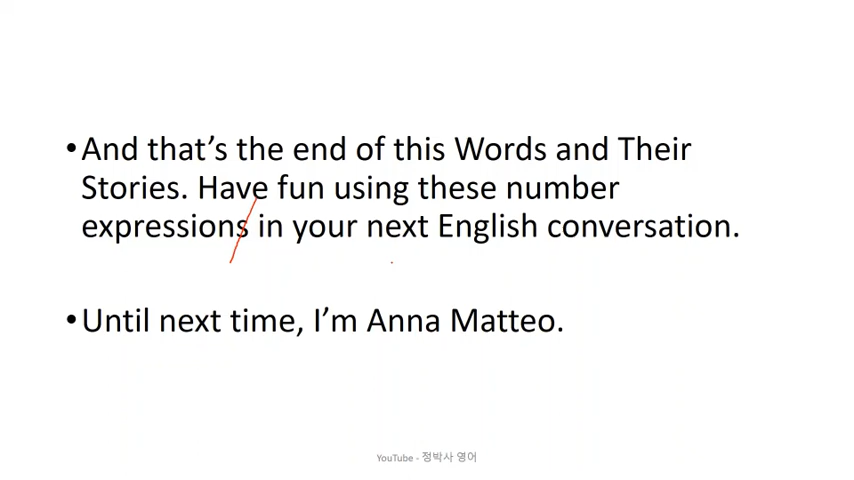 •And that's the end of this Words and Their
Stories. Have fun using these number
expressions in your next English conversation.
•Until next time, I'm Anna Matteo.
YouTube - 정박사 영어